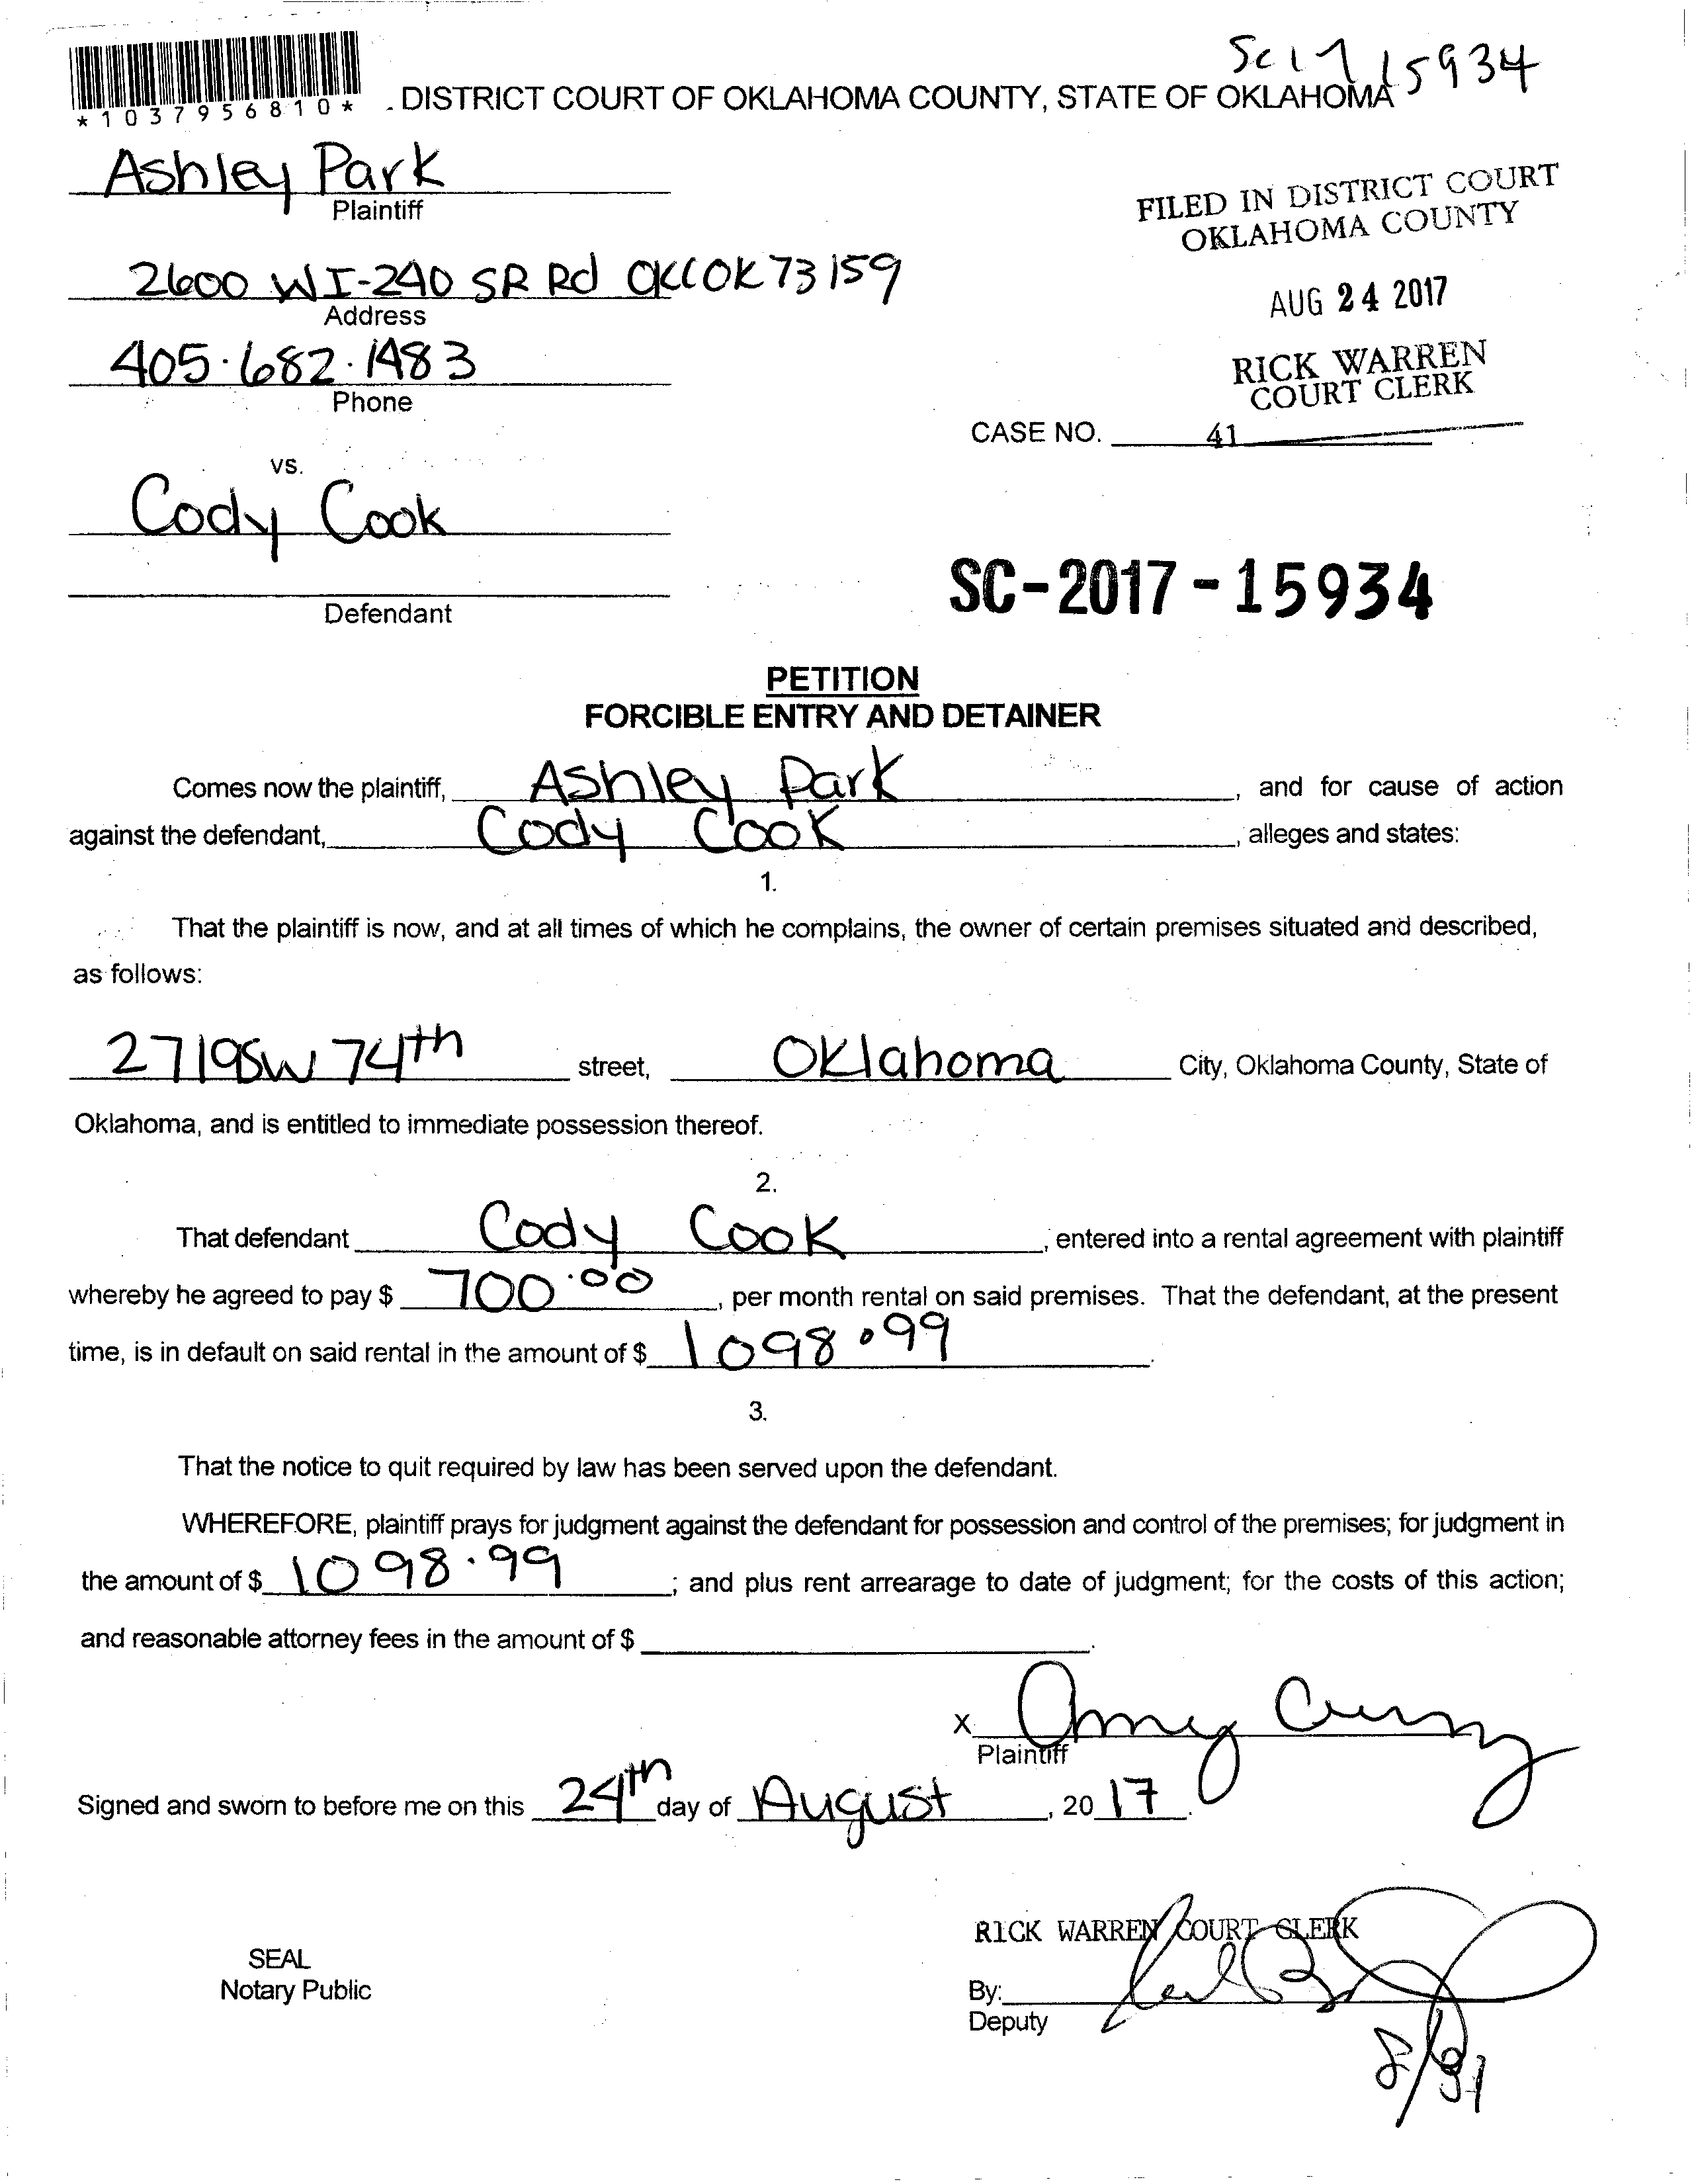 SC17 15934
*1037956810*
DISTRICT COURT OF OKLAHOMA COUNTY, STATE OF OKLAHOMA
Ashley Park
Plaintiff
FILED IN DISTRICT COURT
OKLAHOMA COUNTY
2600 W I-240 SR Rd OKC OK 73159
Address
AUG 24 2017
405.682.1483
Phone
RICK WARREN
COURT CLERK
CASE NO. 41
vs.
Cody Cook
Defendant
SC-2017-15934
PETITION
FORCIBLE ENTRY AND DETAINER
Comes now the plaintiff, Ashley Park, and for cause of action
against the defendant, Cody Cook, alleges and states:
1.
That the plaintiff is now, and at all times of which he complains, the owner of certain premises situated and described,
as follows:
2719 SW 74th street, Oklahoma City, Oklahoma County, State of
Oklahoma, and is entitled to immediate possession thereof.
2.
That defendant Cody Cook, entered into a rental agreement with plaintiff
whereby he agreed to pay $ 700.00, per month rental on said premises. That the defendant, at the present
time, is in default on said rental in the amount of $ 1098.99.
3.
That the notice to quit required by law has been served upon the defendant.
WHEREFORE, plaintiff prays for judgment against the defendant for possession and control of the premises; for judgment in
the amount of $ 1098.99; and plus rent arrearage to date of judgment; for the costs of this action;
and reasonable attorney fees in the amount of $ .
X Amy
Plaintiff
Signed and sworn to before me on this 24th day of August, 2017.
RICK WARREN COURT CLERK
SEAL
Notary Public
By:
Deputy